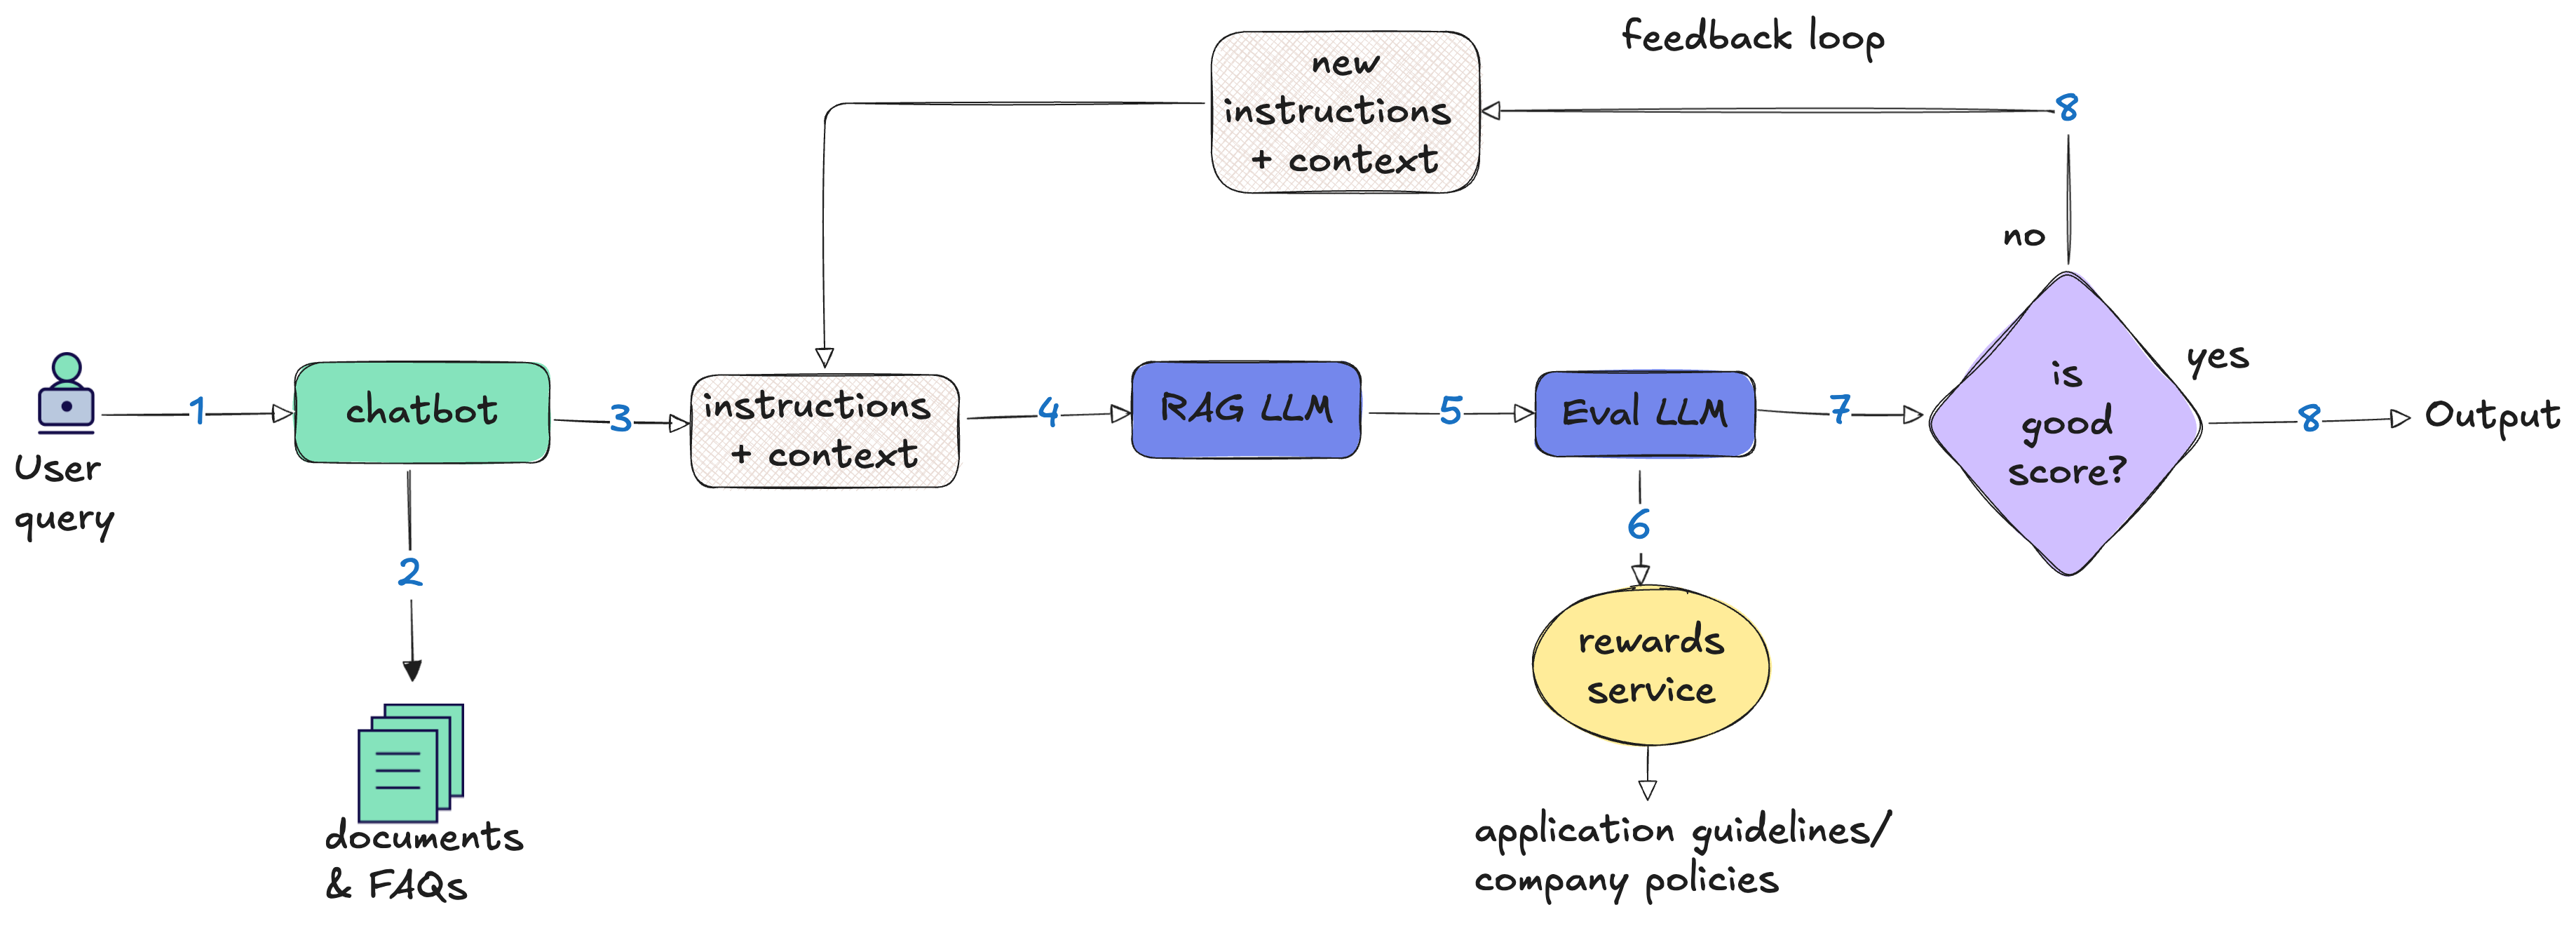 feedback loop
new
instructions
+ context
8
no
User
query
1
chatbot
2
documents
& FAQs
3
instructions
+ context
4
RAG LLM
5
Eval LLM
6
rewards
service
application guidelines/
company policies
7
is
good
score?
yes
8
Output